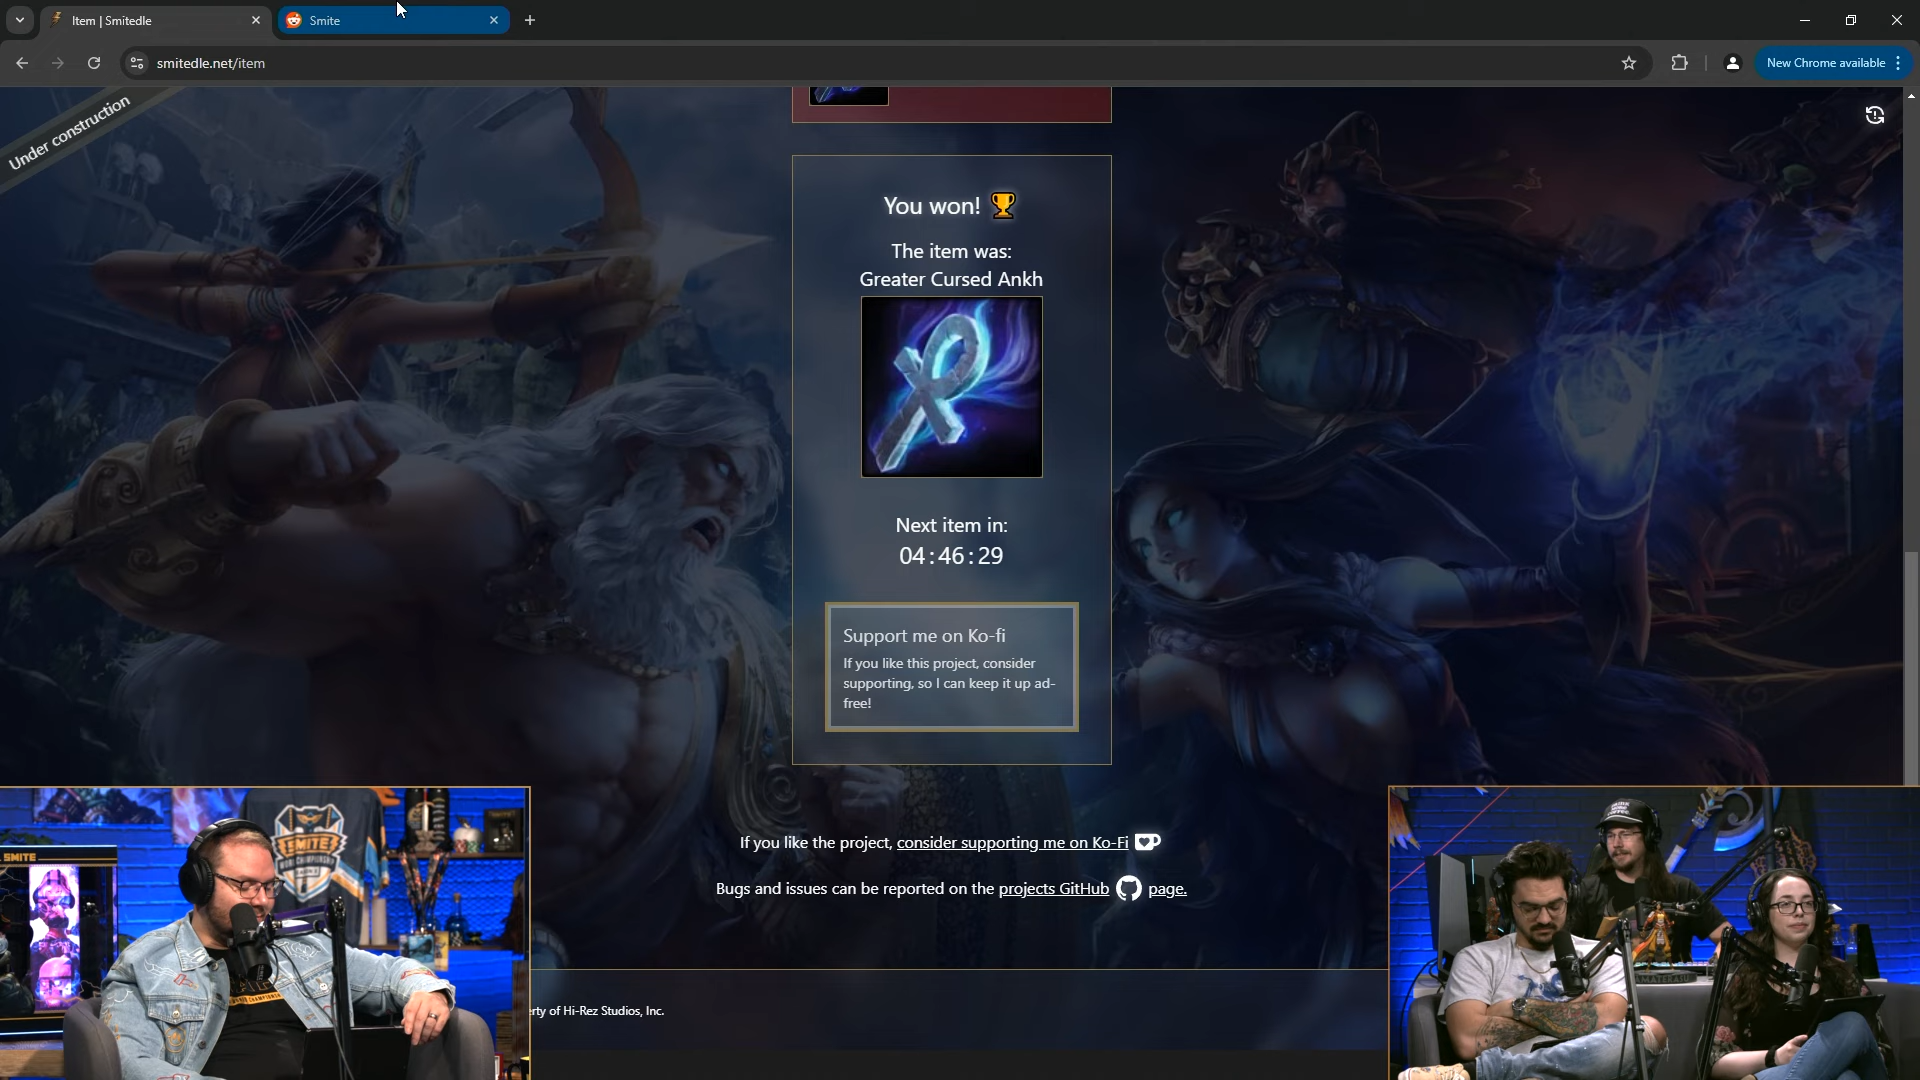 Item | Smitedle
Smite
smitedle.net/item
New Chrome available
Under construction
You won!
The item was:
Greater Cursed Ankh
Next item in:
04:46:29
Support me on Ko-fi
If you like this project, consider
supporting, so I can keep it up ad-
free!
If you like the project, consider supporting me on Ko-Fi
Bugs and issues can be reported on the projects GitHub page.
rty of Hi-Rez Studios, Inc.
SMITE
SMITE